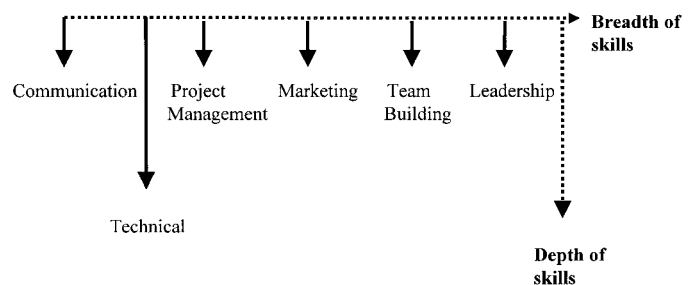 Breadth of
skills
Communication
Project
Management
Marketing
Team
Building
Leadership
Technical
Depth of
skills